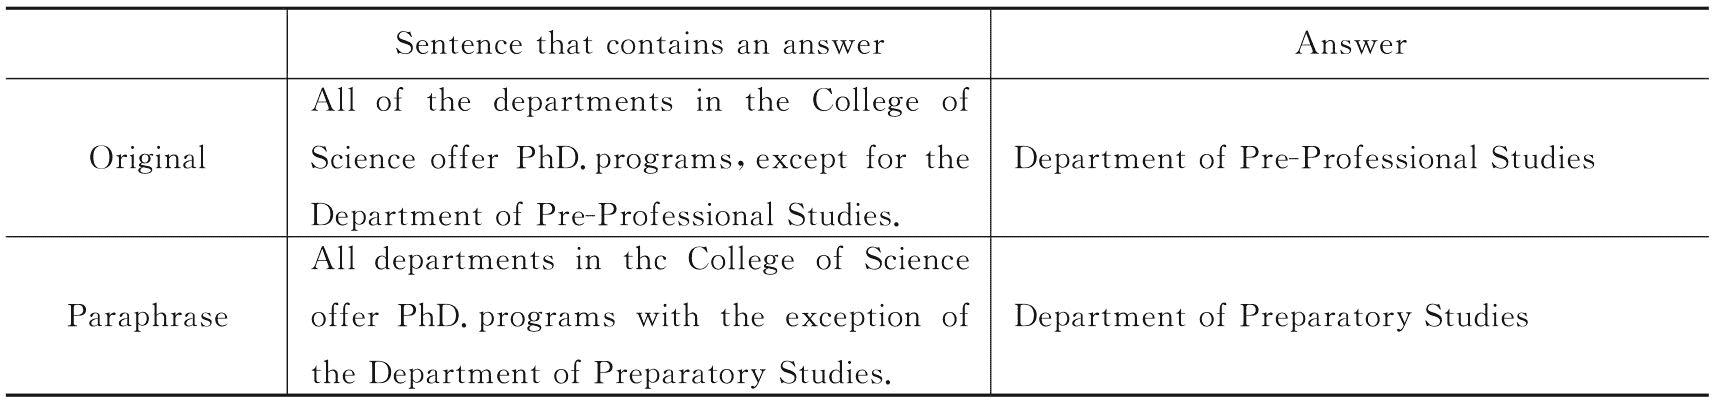 Sentence that contains an answer
Answer
Original
All of the departments in the College of
Science offer PhD. programs, except for the
Department of Pre-Professional Studies.
Department of Pre-Professional Studies
Paraphrase
All departments in thc College of Science
offer PhD. programs with the exception of
the Department of Preparatory Studies.
Department of Preparatory Studies